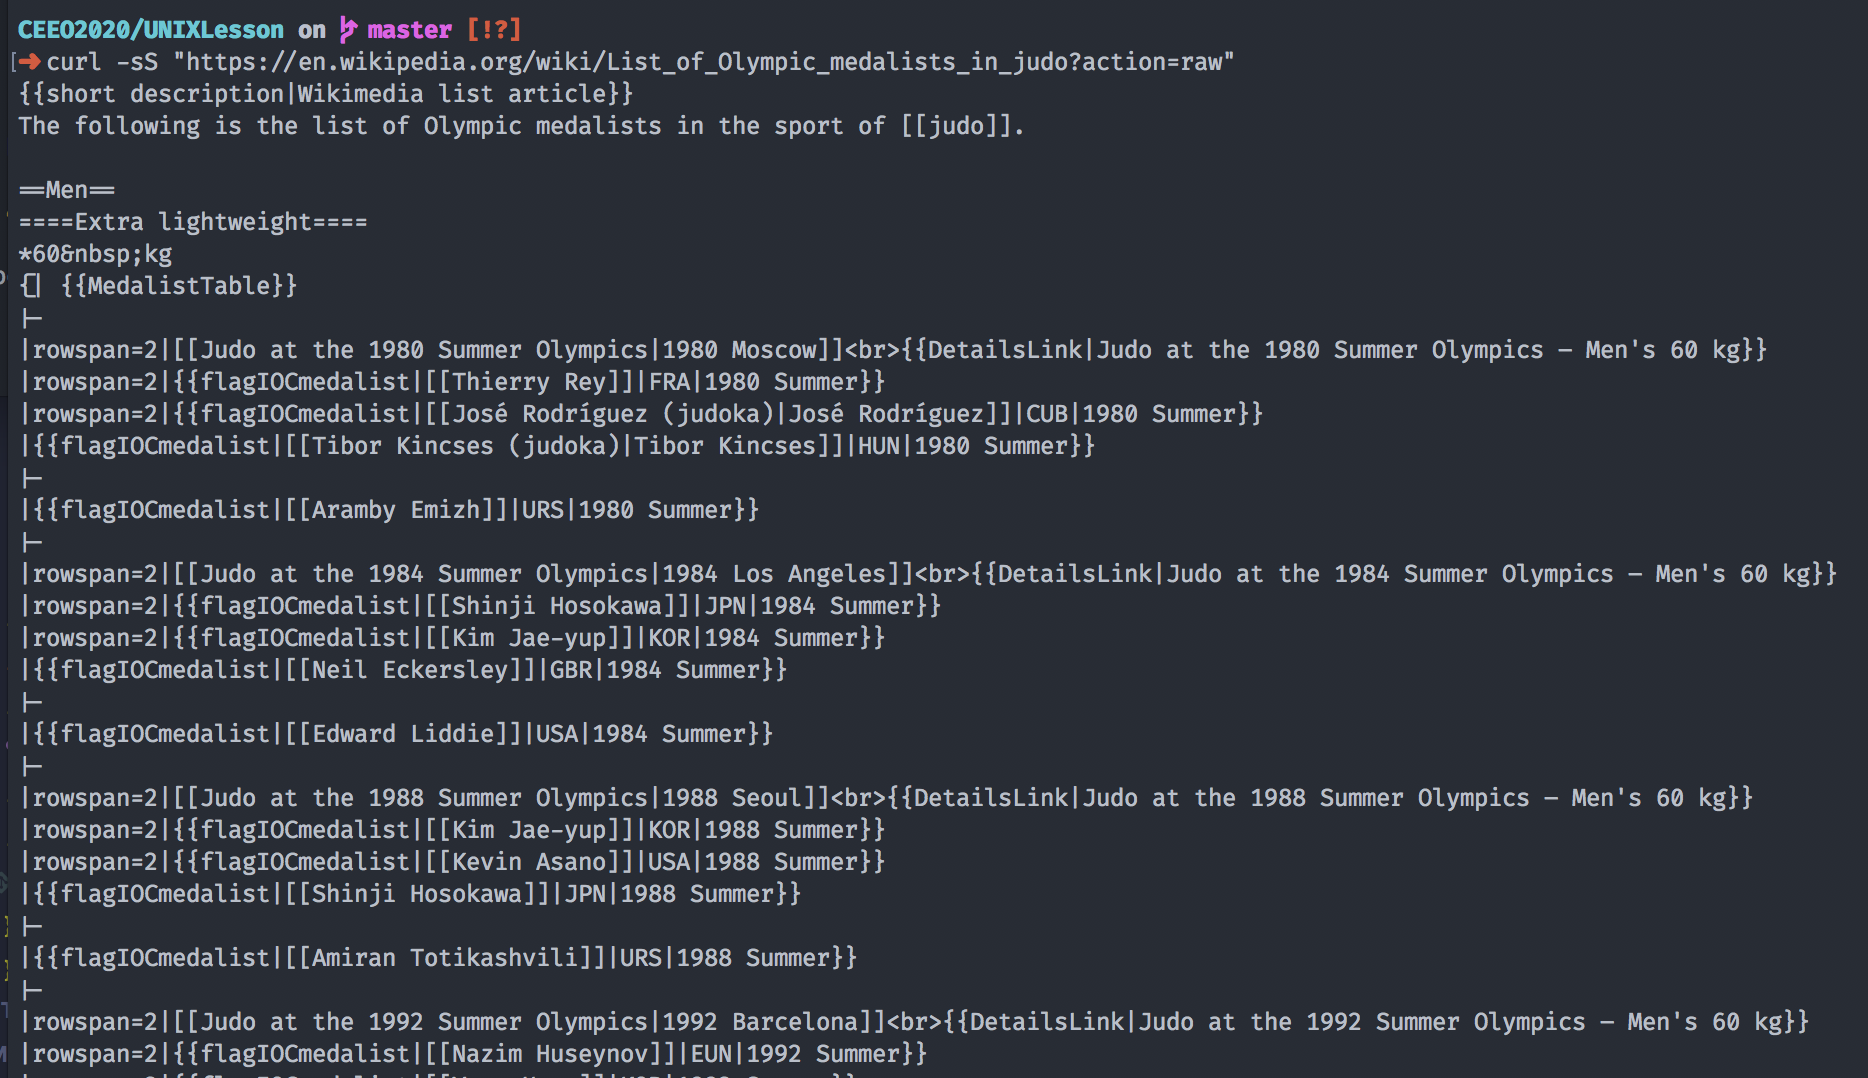 CEEO2020/UNIXLesson on master [!?]
➜ curl -sS "https://en.wikipedia.org/wiki/List_of_Olympic_medalists_in_judo?action=raw"
{{short description|Wikimedia list article}}
The following is the list of Olympic medalists in the sport of [[judo]].
==Men==
====Extra lightweight====
*60&nbsp;kg
{| {{MedalistTable}}
|-
|rowspan=2|[[Judo at the 1980 Summer Olympics|1980 Moscow]]<br>{{DetailsLink|Judo at the 1980 Summer Olympics – Men's 60 kg}}
|rowspan=2|{{flagIOCmedalist|[[Thierry Rey]]|FRA|1980 Summer}}
|rowspan=2|{{flagIOCmedalist|[[José Rodríguez (judoka)|José Rodríguez]]|CUB|1980 Summer}}
|{{flagIOCmedalist|[[Tibor Kincses (judoka)|Tibor Kincses]]|HUN|1980 Summer}}
|-
|{{flagIOCmedalist|[[Aramby Emizh]]|URS|1980 Summer}}
|-
|rowspan=2|[[Judo at the 1984 Summer Olympics|1984 Los Angeles]]<br>{{DetailsLink|Judo at the 1984 Summer Olympics – Men's 60 kg}}
|rowspan=2|{{flagIOCmedalist|[[Shinji Hosokawa]]|JPN|1984 Summer}}
|rowspan=2|{{flagIOCmedalist|[[Kim Jae-yup]]|KOR|1984 Summer}}
|{{flagIOCmedalist|[[Neil Eckersley]]|GBR|1984 Summer}}
|-
|{{flagIOCmedalist|[[Edward Liddie]]|USA|1984 Summer}}
|-
|rowspan=2|[[Judo at the 1988 Summer Olympics|1988 Seoul]]<br>{{DetailsLink|Judo at the 1988 Summer Olympics – Men's 60 kg}}
|rowspan=2|{{flagIOCmedalist|[[Kim Jae-yup]]|KOR|1988 Summer}}
|rowspan=2|{{flagIOCmedalist|[[Kevin Asano]]|USA|1988 Summer}}
|{{flagIOCmedalist|[[Shinji Hosokawa]]|JPN|1988 Summer}}
|-
|{{flagIOCmedalist|[[Amiran Totikashvili]]|URS|1988 Summer}}
|-
|rowspan=2|[[Judo at the 1992 Summer Olympics|1992 Barcelona]]<br>{{DetailsLink|Judo at the 1992 Summer Olympics – Men's 60 kg}}
|rowspan=2|{{flagIOCmedalist|[[Nazim Huseynov]]|EUN|1992 Summer}}